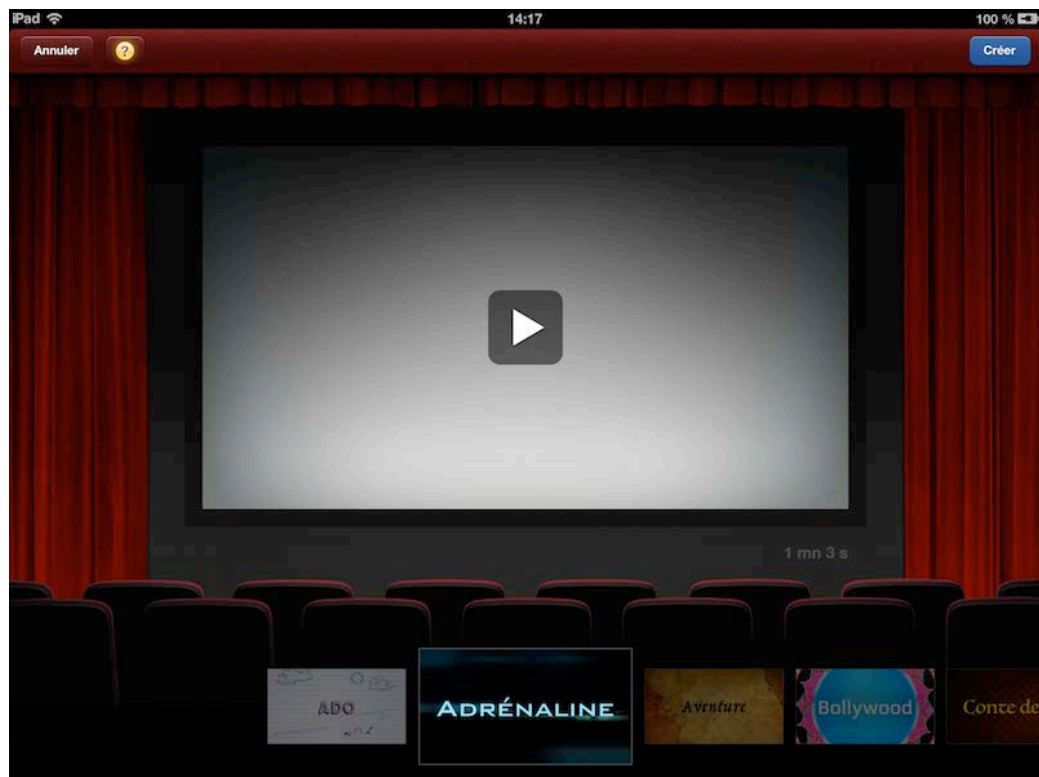 iPad 14:17 100 %
Annuler ? Créer
1 mn 3 s
ADO ADRÉNALINE Aventure Bollywood Conte de